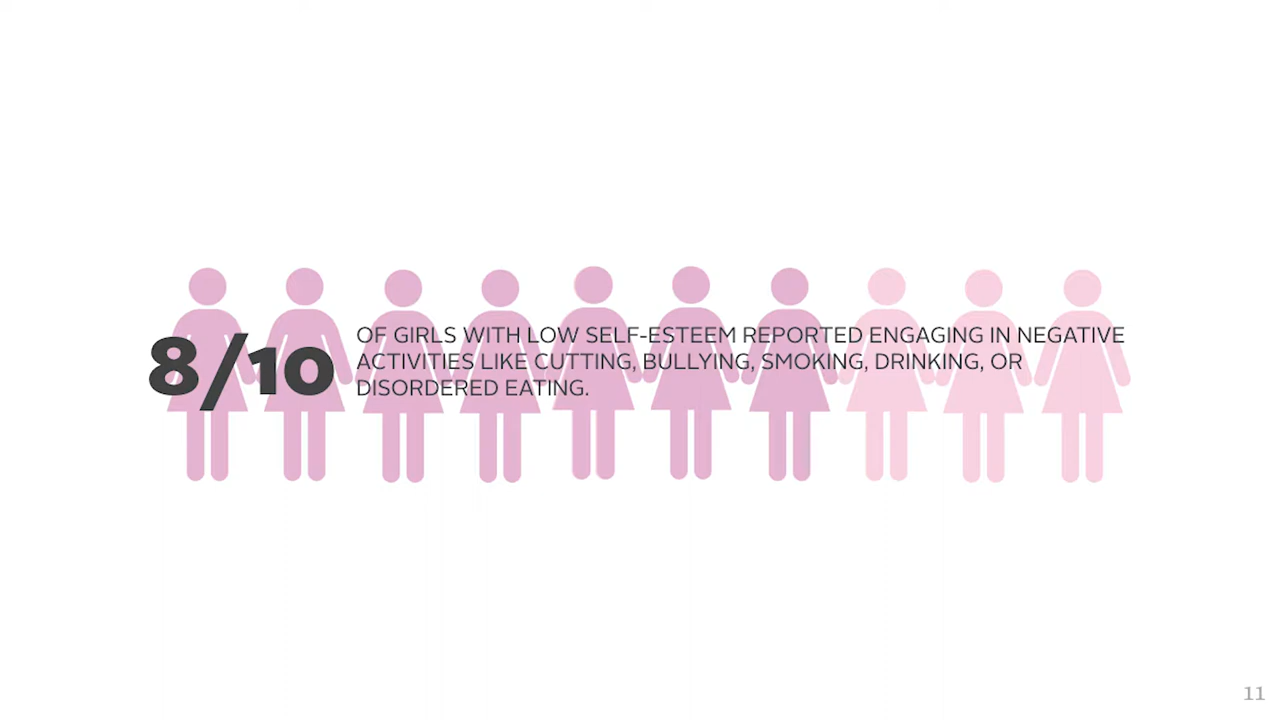 8/10
OF GIRLS WITH LOW SELF-ESTEEM REPORTED ENGAGING IN NEGATIVE
ACTIVITIES LIKE CUTTING, BULLYING, SMOKING, DRINKING, OR
DISORDERED EATING.
11